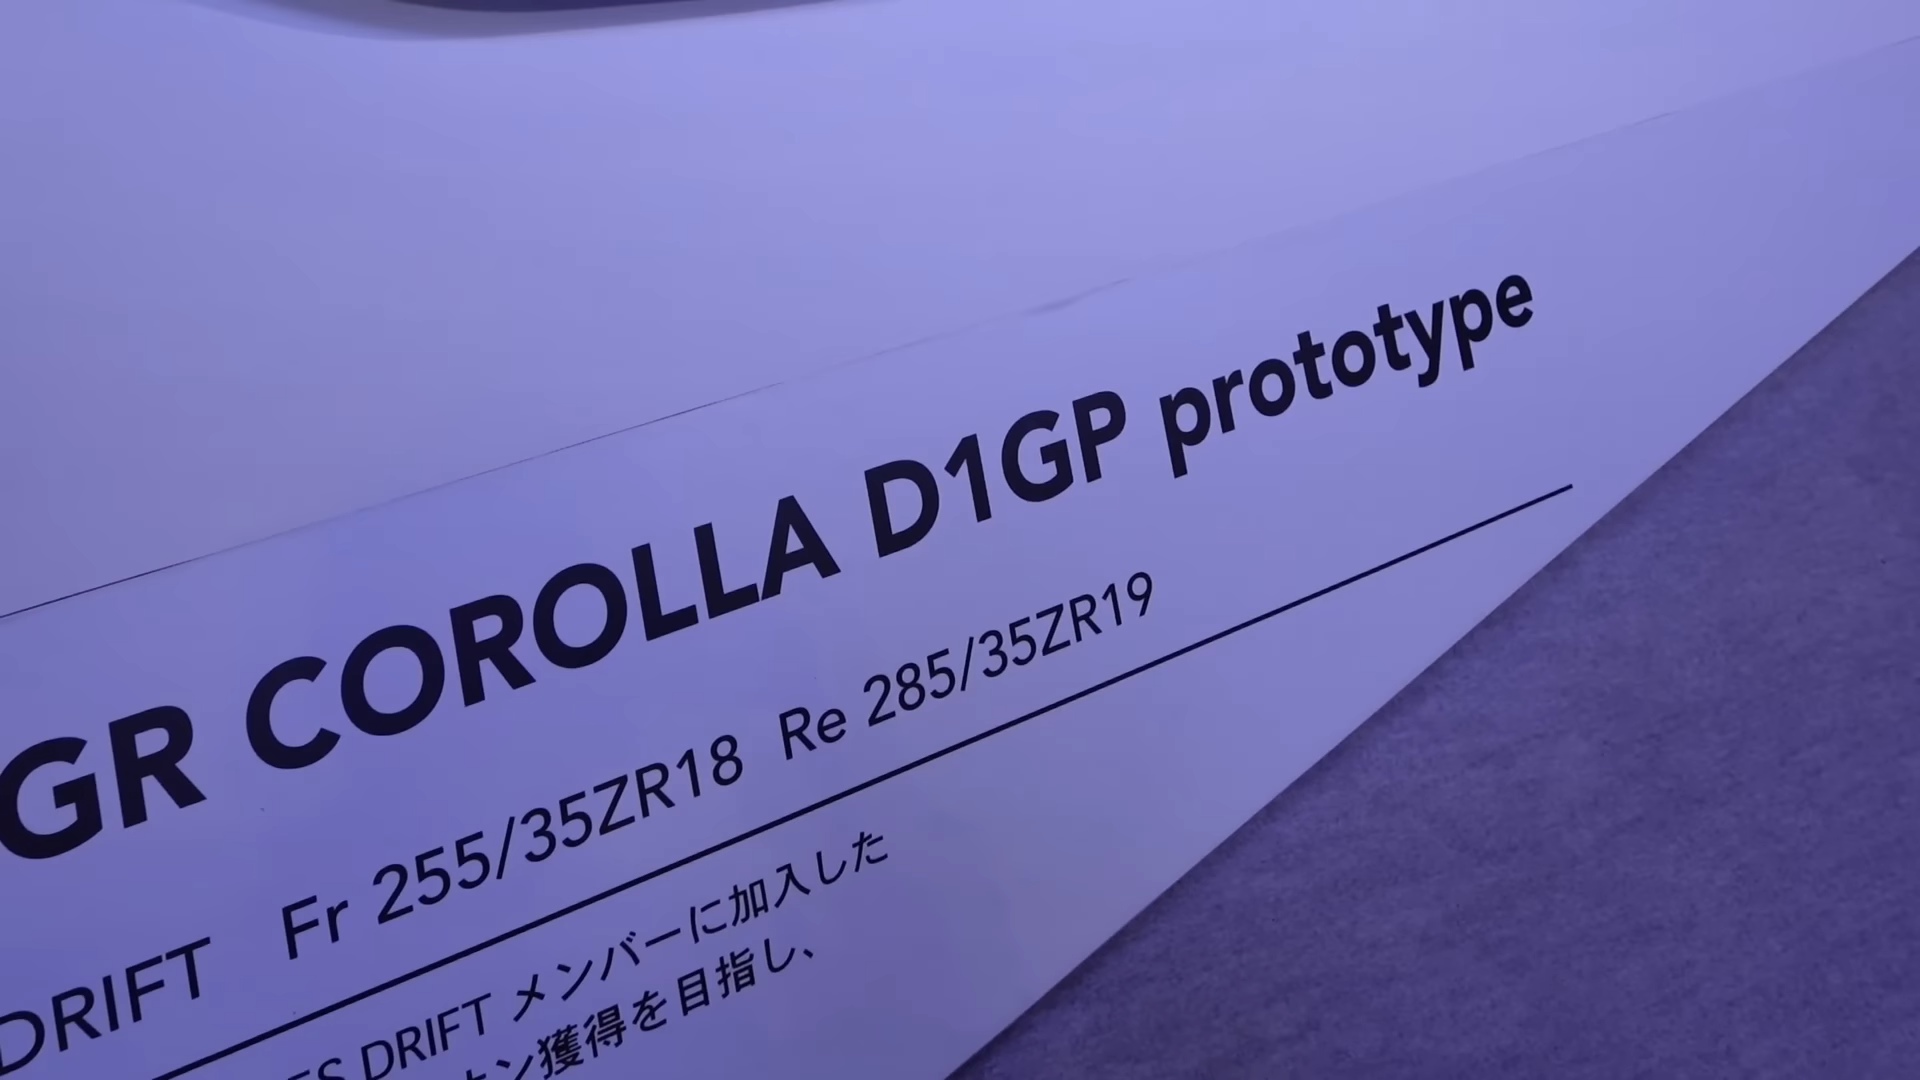 GR COROLLA D1GP prototype
DRIFT Fr 255/35ZR18 Re 285/35ZR19
DRIFT メンバーに加入した
獲得を目指し、